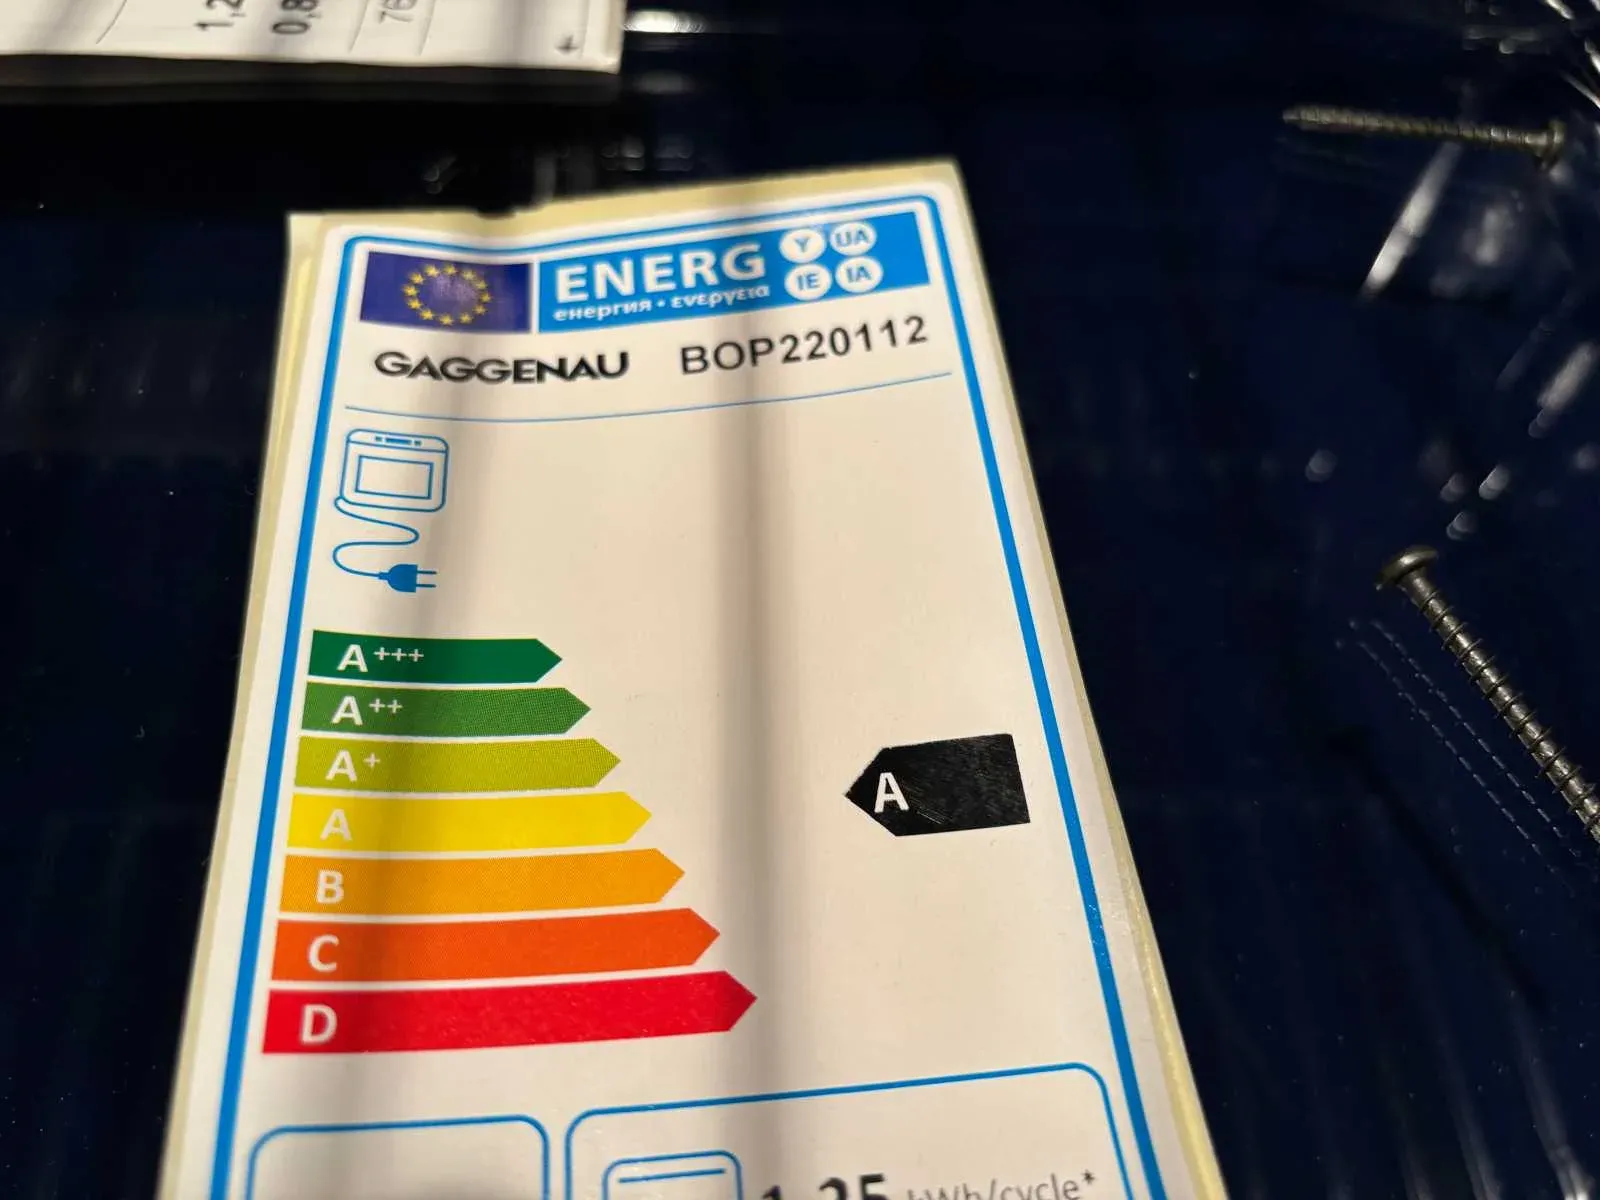 ENERG Y UA
енергия · ενεργεια IE IA
GAGGENAU BOP220112
A+++
A++
A+
A
A
B
C
D
kWh/cycle*